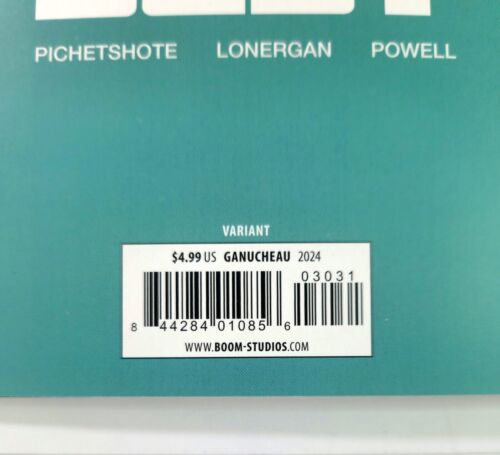 PICHETSHOTE LONERGAN POWELL
VARIANT
$4.99 US GANUCHEAU 2024
03031
8 44284 01085 6
WWW.BOOM-STUDIOS.COM